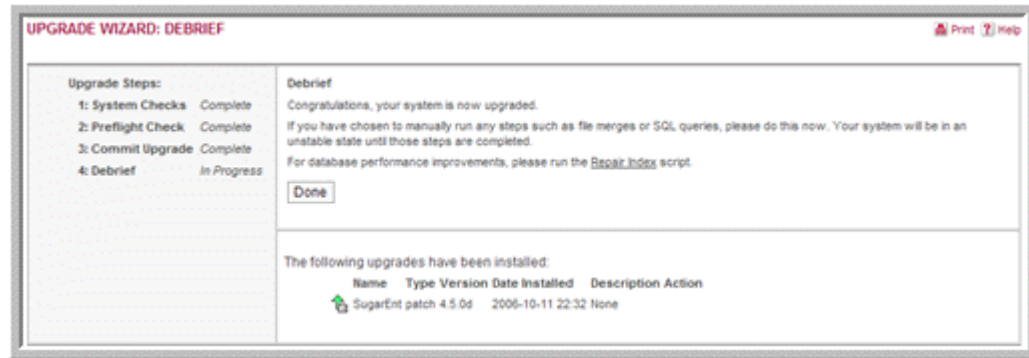 UPGRADE WIZARD: DEBRIEF
Print ? Help
Upgrade Steps:
1: System Checks Complete
2: Preflight Check Complete
3: Commit Upgrade Complete
4: Debrief In Progress
Debrief
Congratulations, your system is now upgraded.
If you have chosen to manually run any steps such as file merges or SQL queries, please do this now. Your system will be in an
unstable state until those steps are completed.
For database performance improvements, please run the Repair Index script.
Done
The following upgrades have been installed:
Name Type Version Date Installed Description Action
SugarEnt patch 4.5.0d 2006-10-11 22:32 None